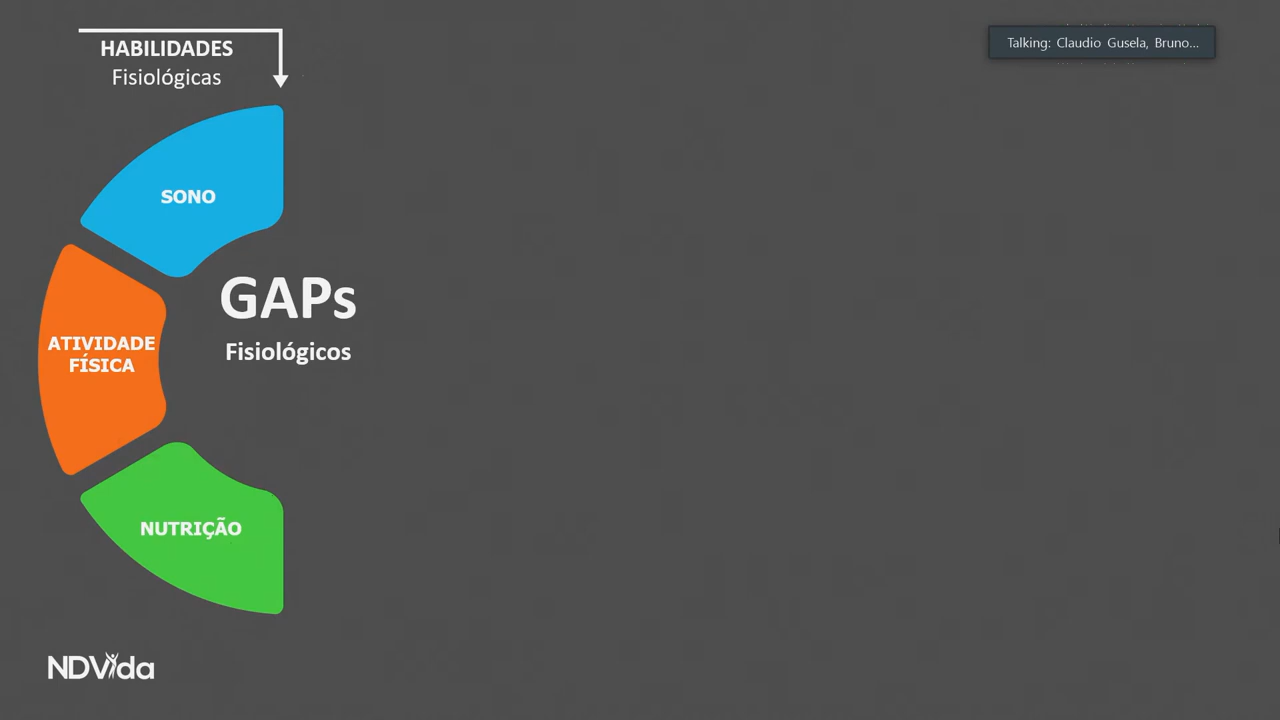 HABILIDADES
Fisiológicas
Talking: Claudio Gusela, Bruno...
SONO
GAPs
Fisiológicos
ATIVIDADE
FÍSICA
NUTRIÇÃO
NDVida